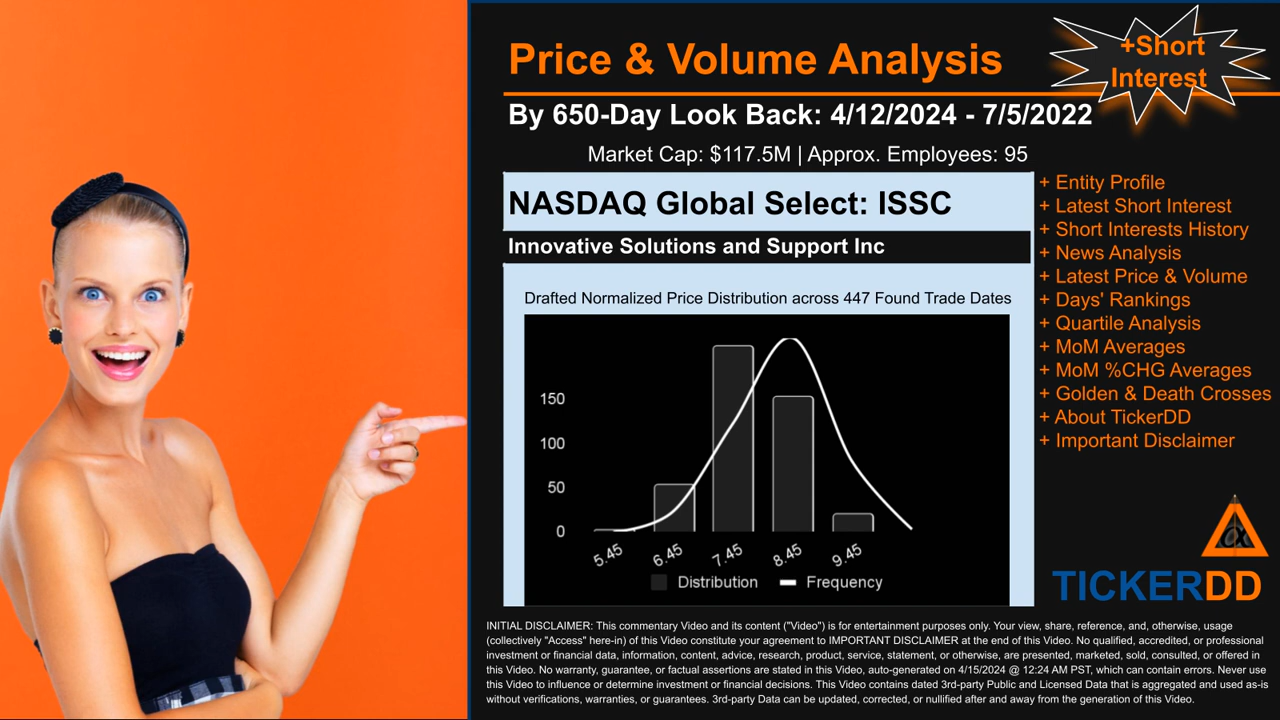 Price & Volume Analysis
+Short
Interest
By 650-Day Look Back: 4/12/2024 - 7/5/2022
Market Cap: $117.5M | Approx. Employees: 95
NASDAQ Global Select: ISSC
Innovative Solutions and Support Inc
Drafted Normalized Price Distribution across 447 Found Trade Dates
150
100
50
0
5.45
6.45
7.45
8.45
9.45
Distribution
Frequency
+ Entity Profile
+ Latest Short Interest
+ Short Interests History
+ News Analysis
+ Latest Price & Volume
+ Days' Rankings
+ Quartile Analysis
+ MoM Averages
+ MoM %CHG Averages
+ Golden & Death Crosses
+ About TickerDD
+ Important Disclaimer
TICKERDD
INITIAL DISCLAIMER: This commentary Video and its content ("Video") is for entertainment purposes only. Your view, share, reference, and, otherwise, usage
(collectively "Access" here-in) of this Video constitute your agreement to IMPORTANT DISCLAIMER at the end of this Video. No qualified, accredited, or professional
investment or financial data, information, content, advice, research, product, service, statement, or otherwise, are presented, marketed, sold, consulted, or offered in
this Video. No warranty, guarantee, or factual assertions are stated in this Video, auto-generated on 4/15/2024 @ 12:24 AM PST, which can contain errors. Never use
this Video to influence or determine investment or financial decisions. This Video contains dated 3rd-party Public and Licensed Data that is aggregated and used as-is
without verifications, warranties, or guarantees. 3rd-party Data can be updated, corrected, or nullified after and away from the generation of this Video.